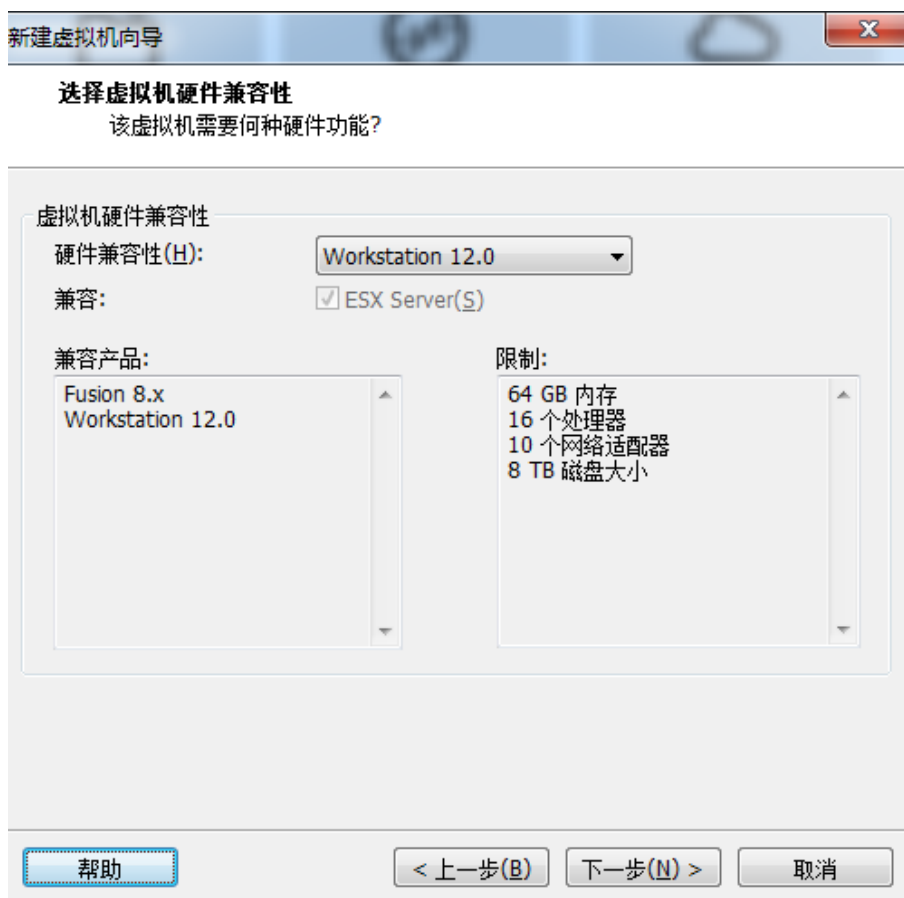 新建虚拟机向导
选择虚拟机硬件兼容性
该虚拟机需要何种硬件功能?
虚拟机硬件兼容性
硬件兼容性(H):
Workstation 12.0
兼容:
ESX Server(S)
兼容产品:
Fusion 8.x
Workstation 12.0
限制:
64 GB 内存
16 个处理器
10 个网络适配器
8 TB 磁盘大小
帮助
< 上一步(B)
下一步(N) >
取消